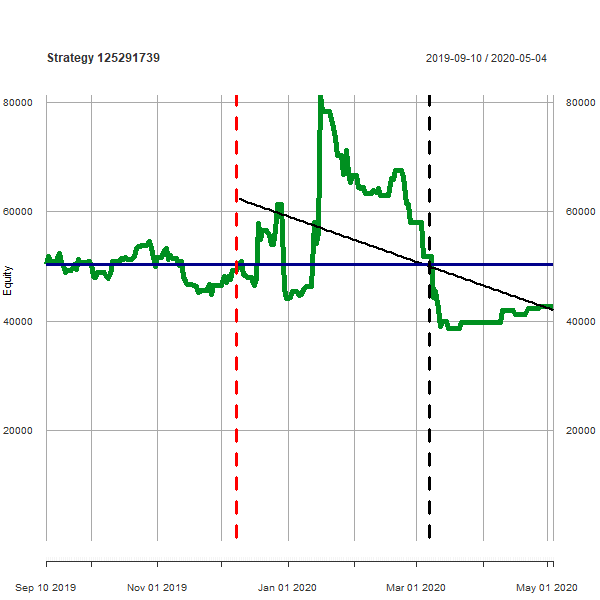 Strategy 125291739
2019-09-10 / 2020-05-04
80000
80000
60000
60000
Equity
40000
40000
20000
20000
Sep 10 2019
Nov 01 2019
Jan 01 2020
Mar 01 2020
May 01 2020